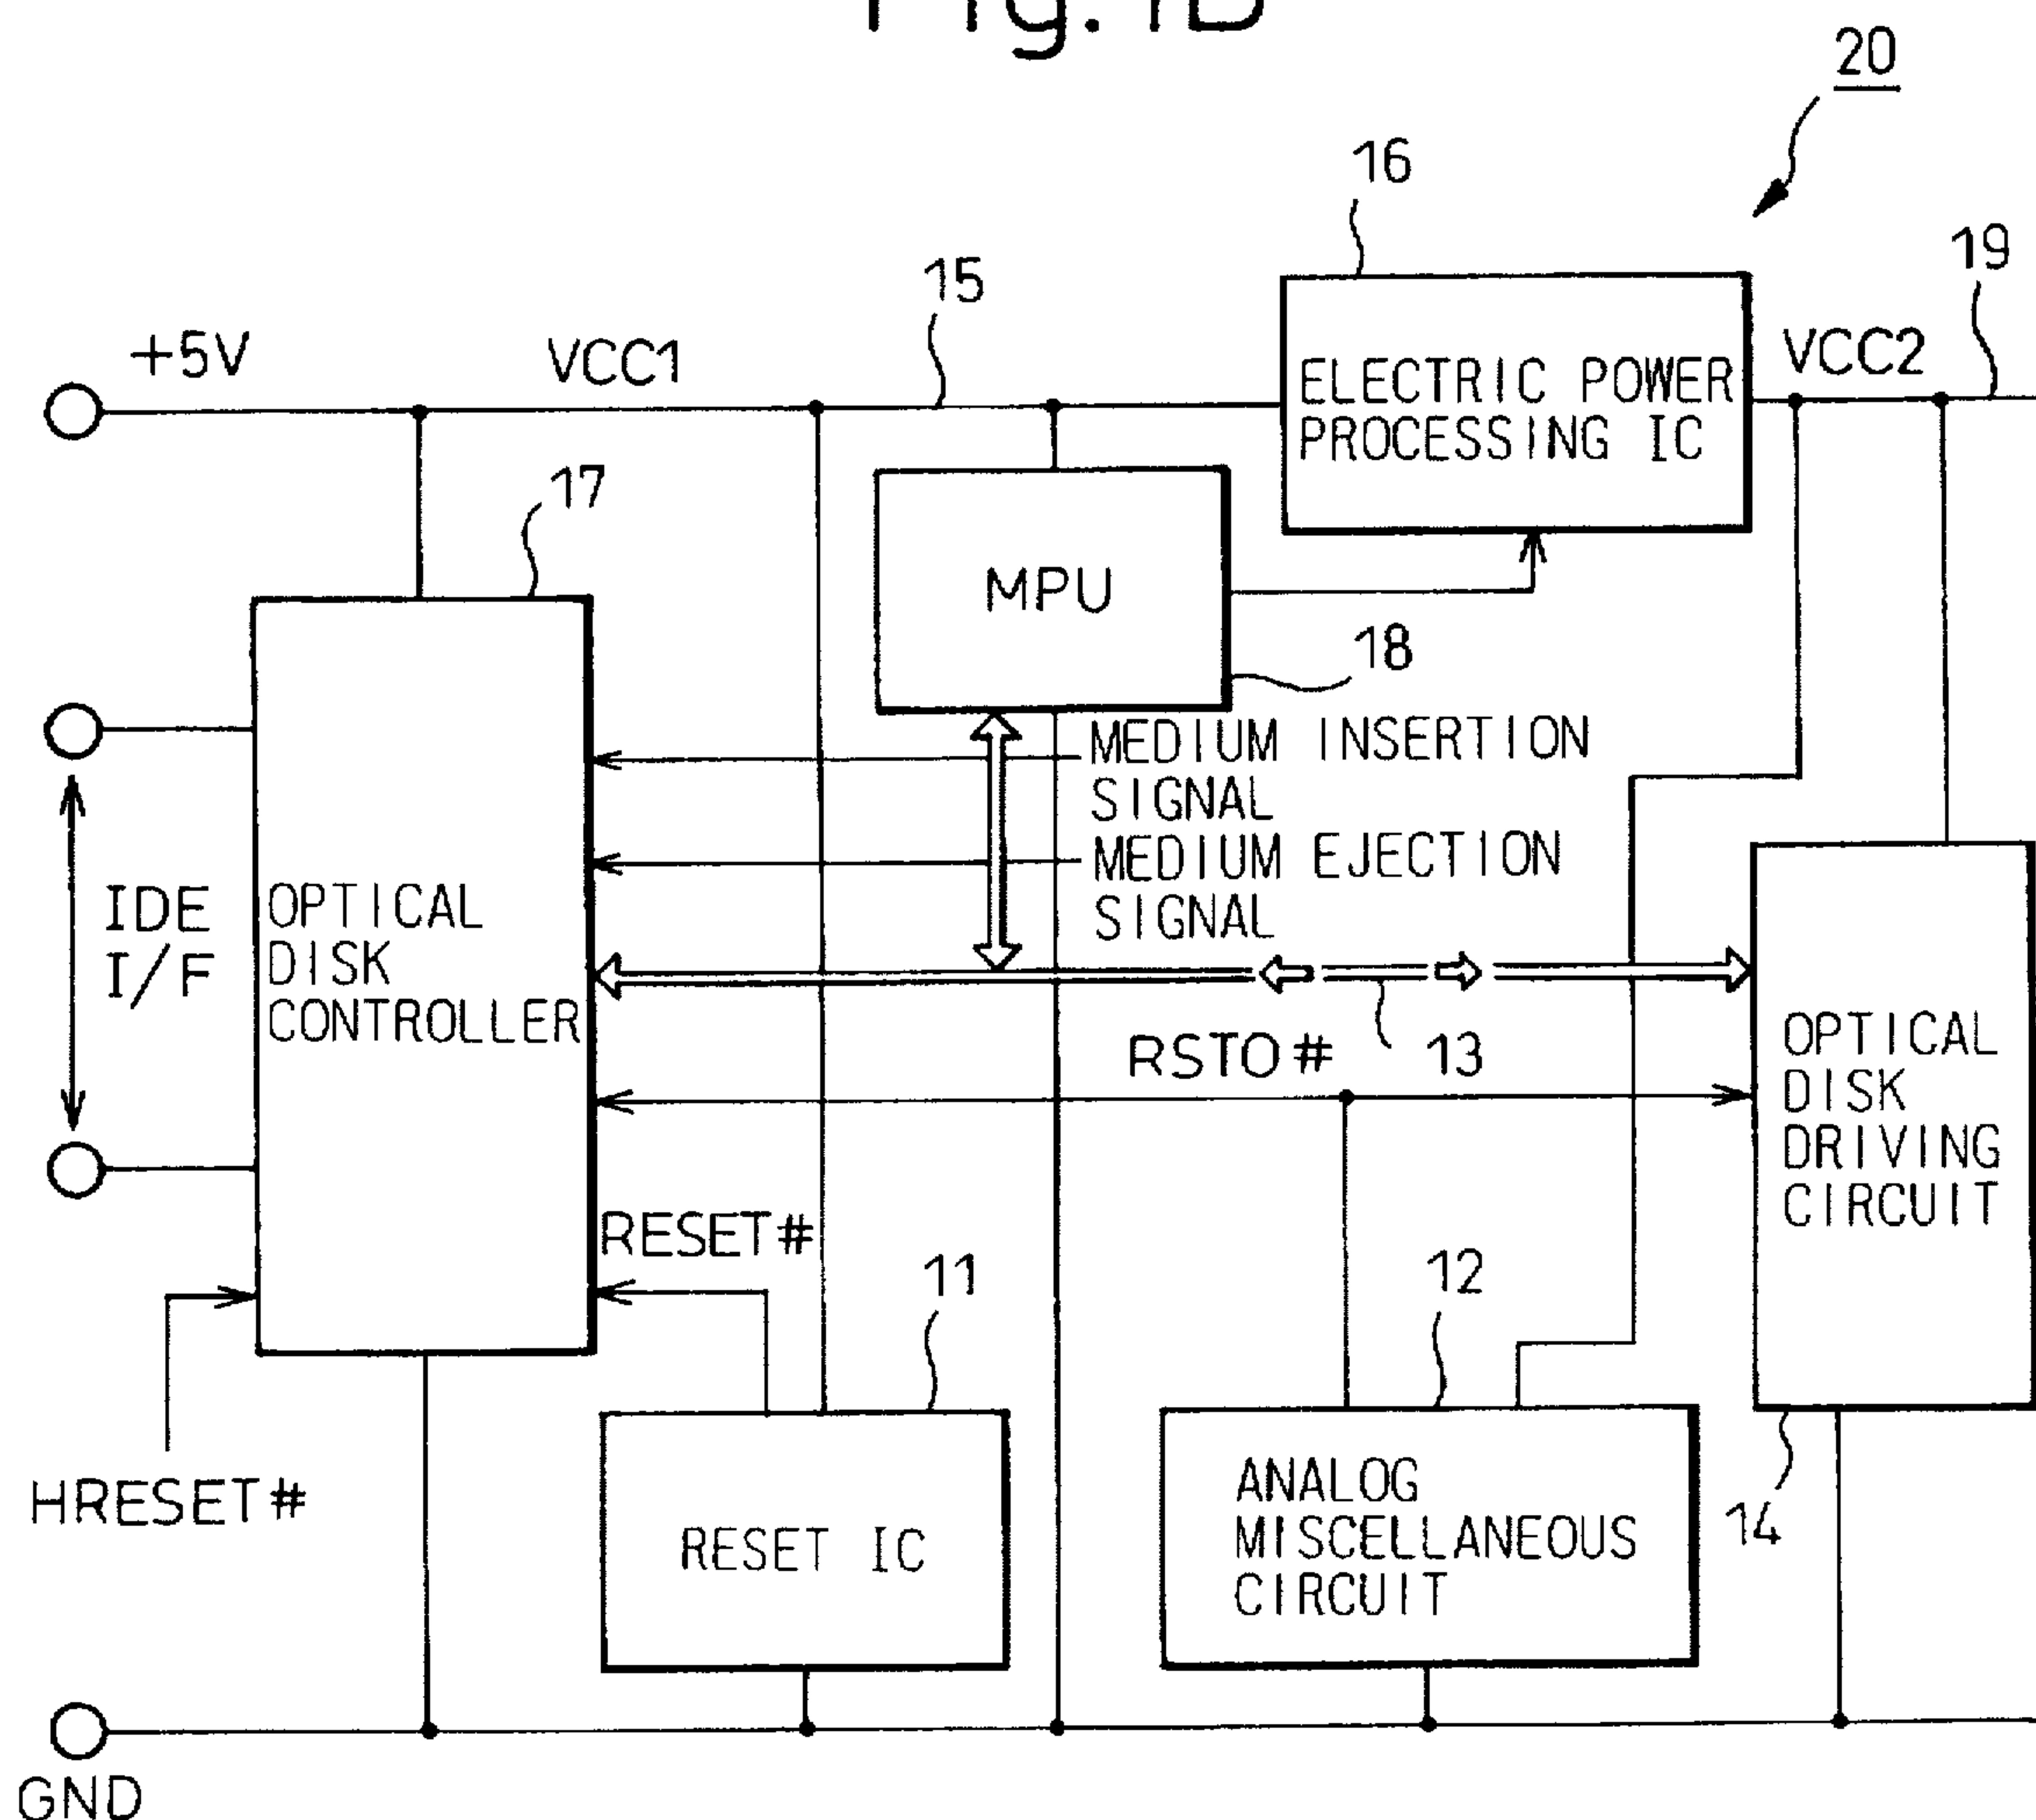 Fig. 1B
20
16
19
15
+5V
VCC1
ELECTRIC POWER
PROCESSING IC
VCC2
17
MPU
18
MEDIUM INSERTION
SIGNAL
MEDIUM EJECTION
SIGNAL
IDE
I/F
OPTICAL
DISK
CONTROLLER
RSTO #
13
OPTICAL
DISK
DRIVING
CIRCUIT
RESET#
11
12
HRESET#
RESET IC
ANALOG
MISCELLANEOUS
CIRCUIT
14
GND